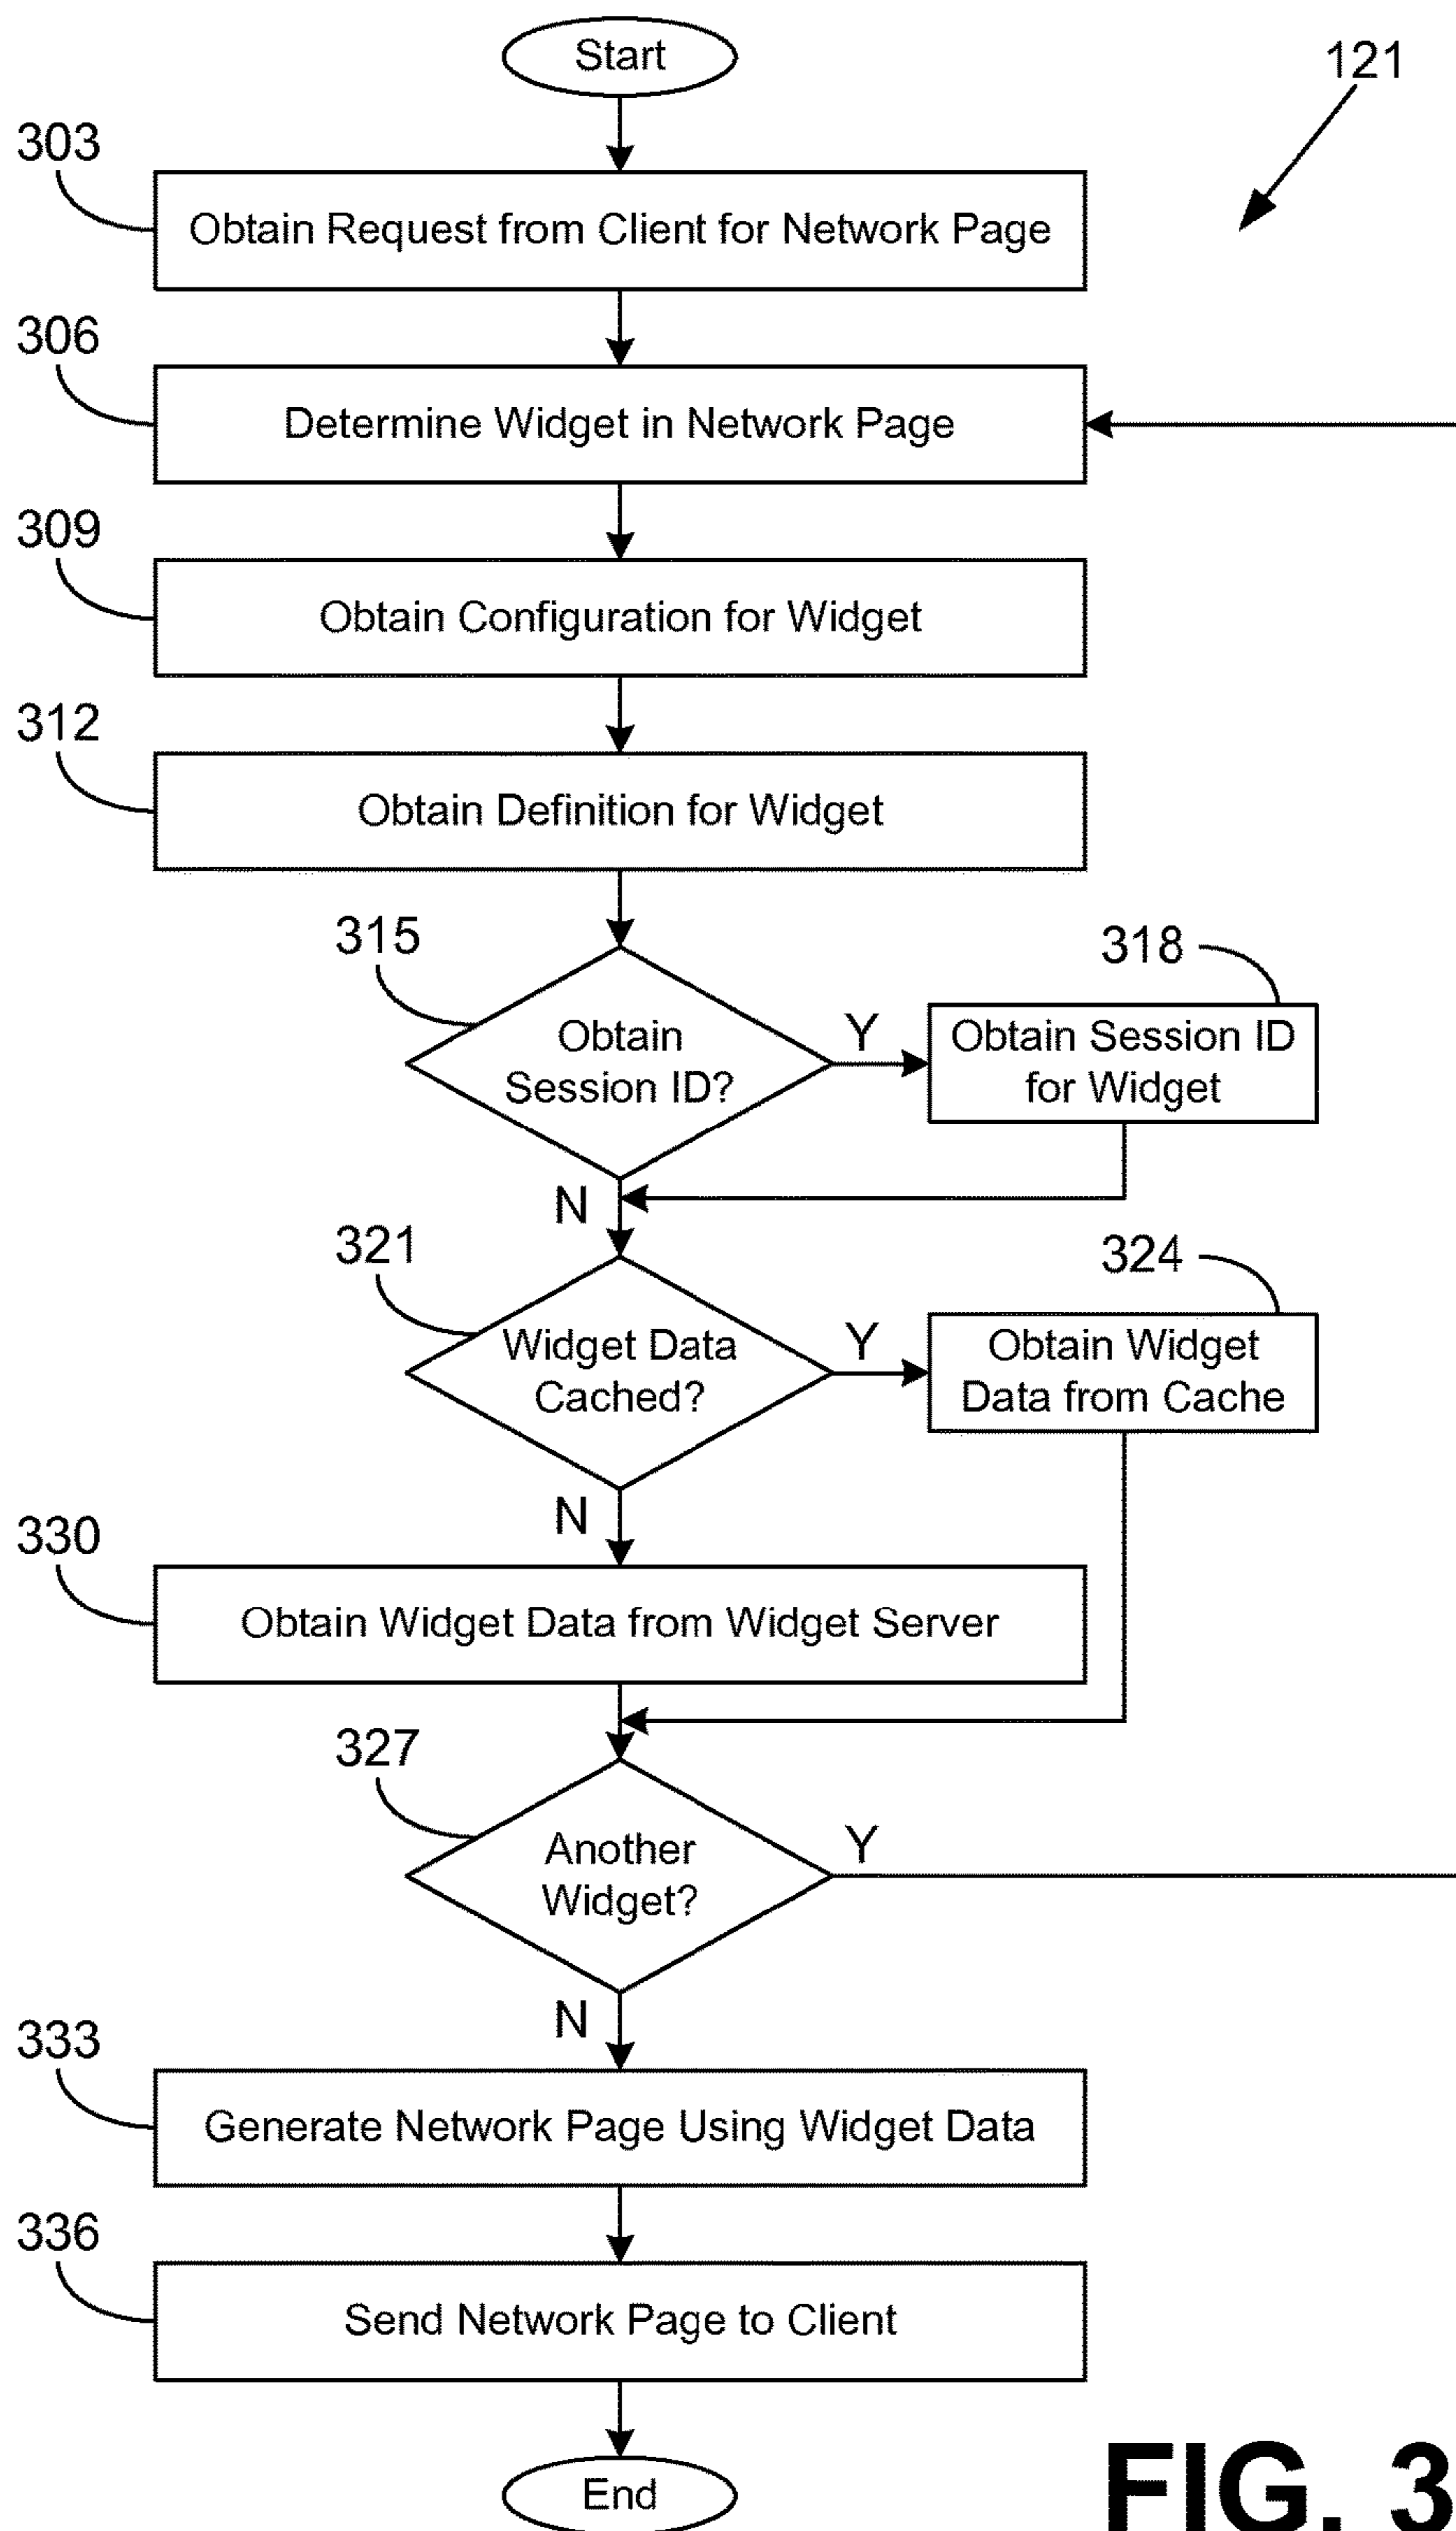 Start
121
303
Obtain Request from Client for Network Page
306
Determine Widget in Network Page
309
Obtain Configuration for Widget
312
Obtain Definition for Widget
315
318
Obtain
Session ID?
Y
Obtain Session ID
for Widget
N
321
324
Widget Data
Cached?
Y
Obtain Widget
Data from Cache
N
330
Obtain Widget Data from Widget Server
327
Another
Widget?
Y
N
333
Generate Network Page Using Widget Data
336
Send Network Page to Client
End
FIG. 3